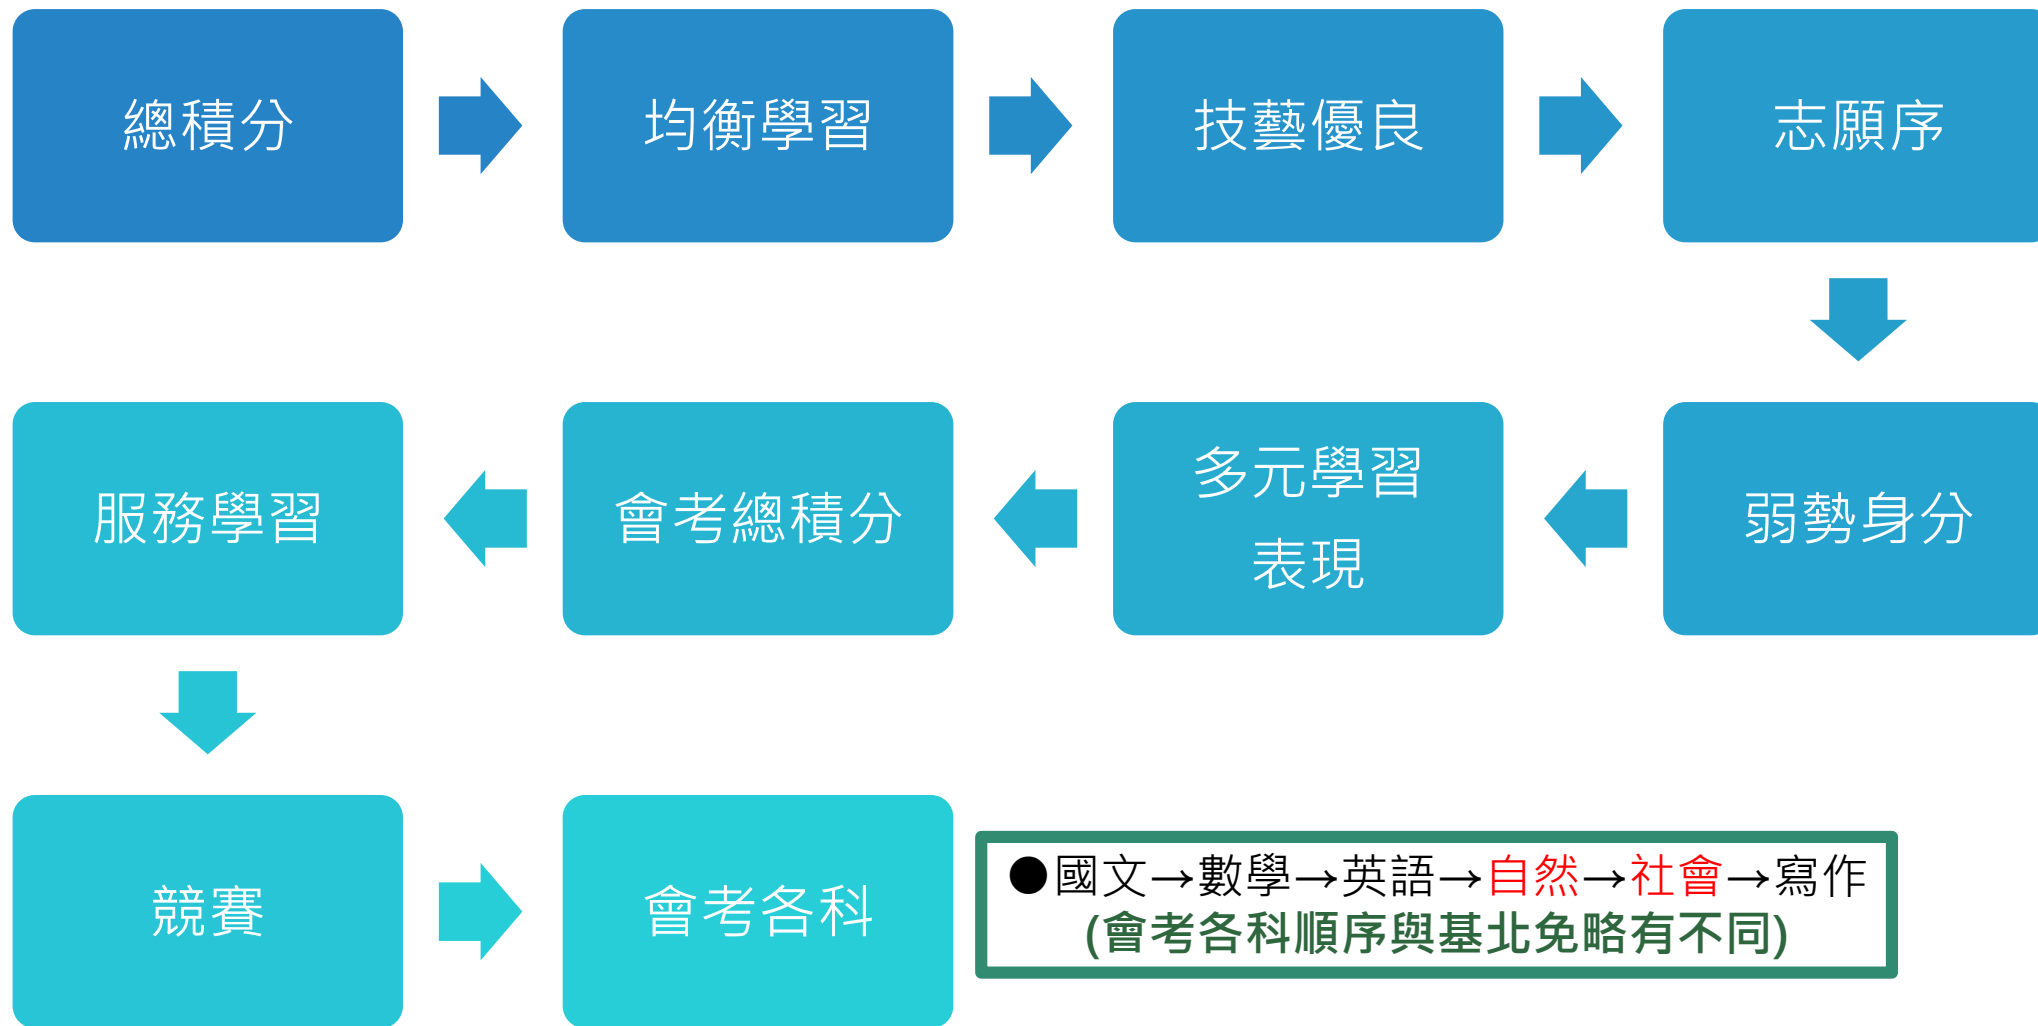 總積分
均衡學習
技藝優良
志願序
弱勢身分
多元學習
表現
會考總積分
服務學習
競賽
會考各科
●國文→數學→英語→自然→社會→寫作
(會考各科順序與基北免略有不同)